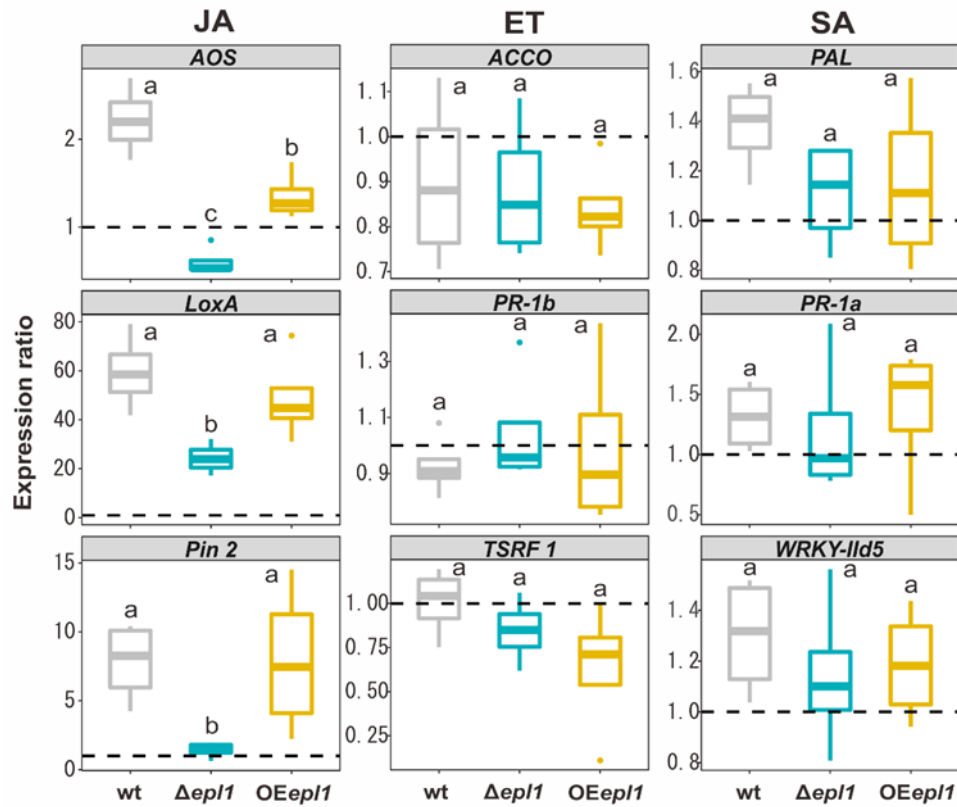 JA ET SA
AOS ACCO PAL
2
1
a
c
b
1.1
1.0
0.9
0.8
0.7
a
a
a
1.6
1.4
1.2
1.0
0.8
a
a
a
LoxA PR-1b PR-1a
Expression ratio
80
60
40
20
0
a
b
a
1.3
1.1
0.9
a
a
a
2.0
1.5
1.0
0.5
a
a
a
Pin 2 TSRF 1 WRKY-IId5
15
10
5
0
a
b
a
1.00
0.75
0.50
0.25
a
a
a
1.4
1.2
1.0
0.8
a
a
a
wt Δepl1 OEepl1 wt Δepl1 OEepl1 wt Δepl1 OEepl1